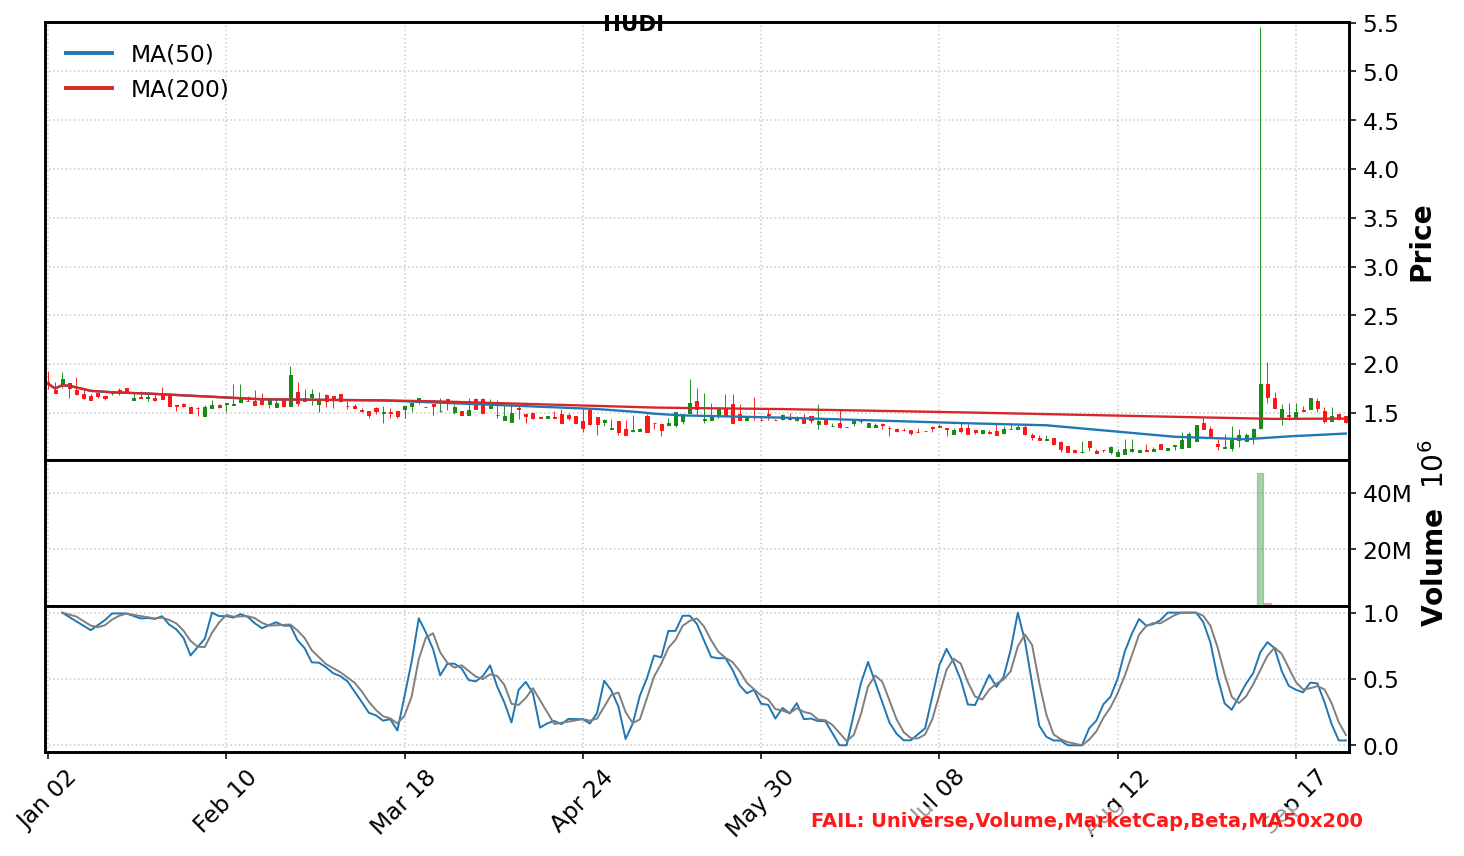 HUDI
MA(50)
MA(200)
5.5
5.0
4.5
4.0
3.5
3.0
2.5
2.0
1.5
Price
40M
20M
Volume 10^6
1.0
0.5
0.0
Jan 02
Feb 10
Mar 18
Apr 24
May 30
Jul 08
Aug 12
Sep 17
FAIL: Universe,Volume,MarketCap,Beta,MA50x200